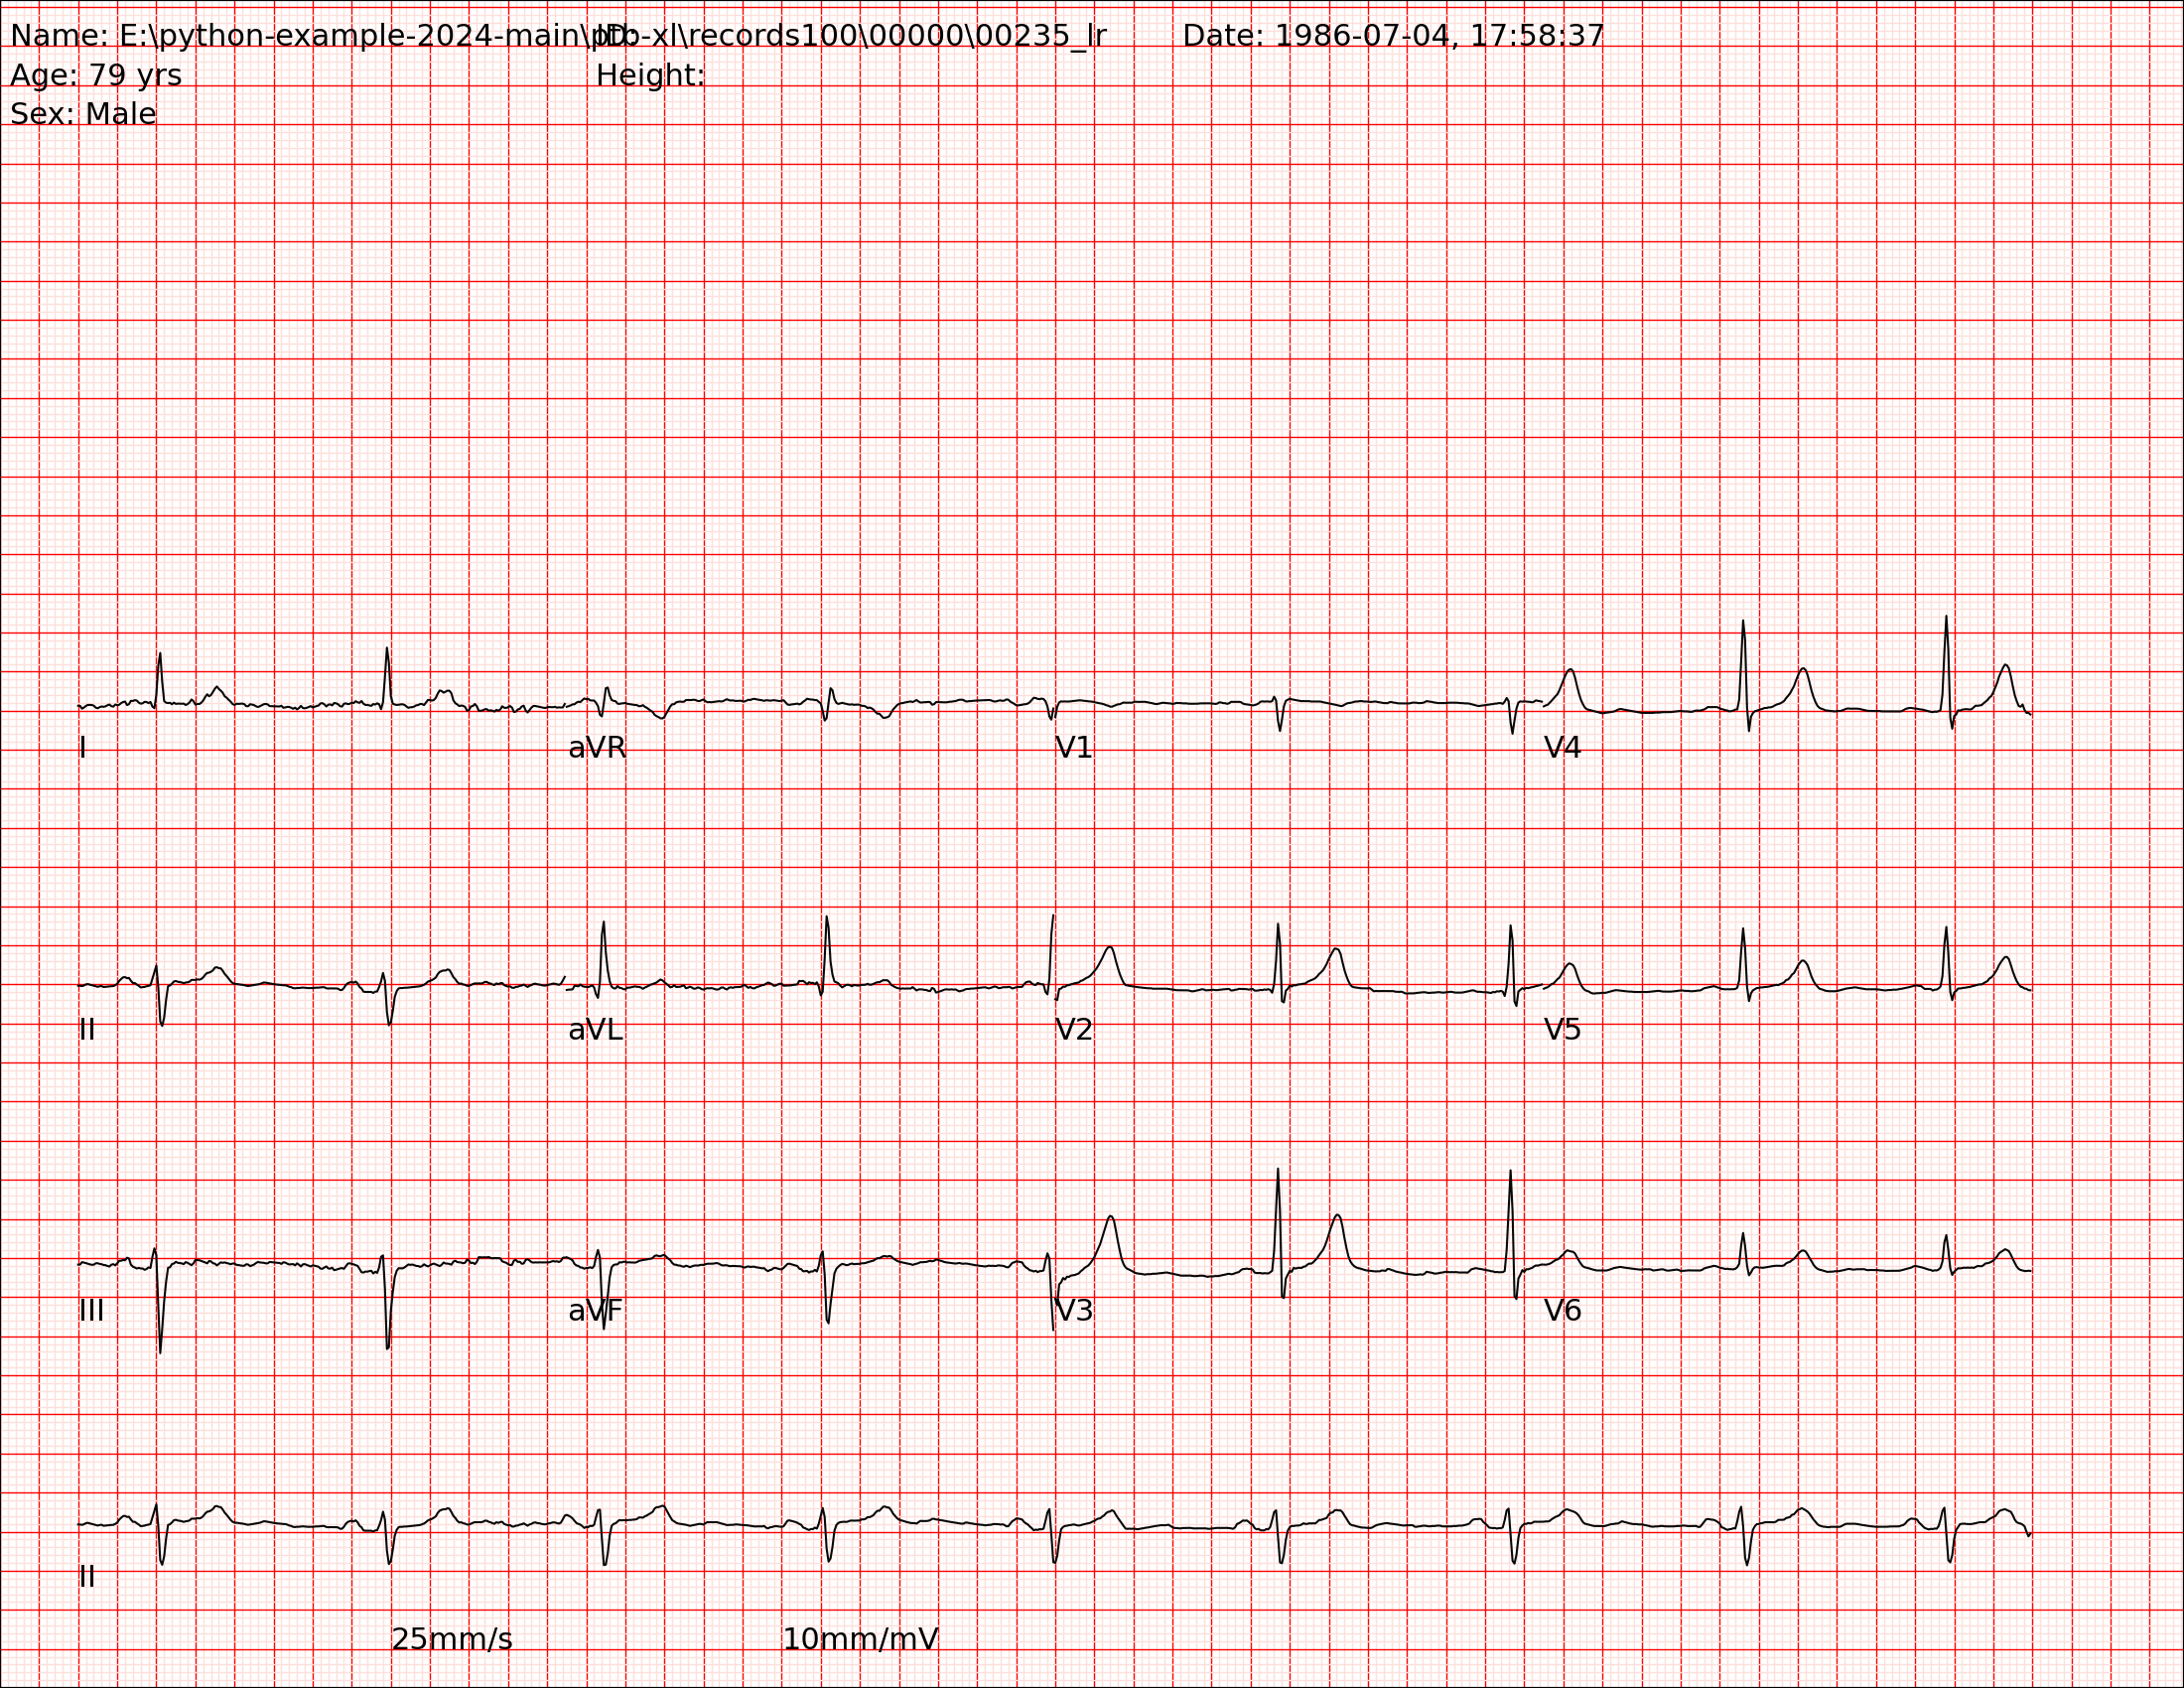 Name: E:\python-example-2024-main\ptb-xl\records100\00000\00235_lr ID: Date: 1986-07-04, 17:58:37
Age: 79 yrs Height:
Sex: Male
I aVR V1 V4
II aVL V2 V5
III aVF V3 V6
II
25mm/s 10mm/mV